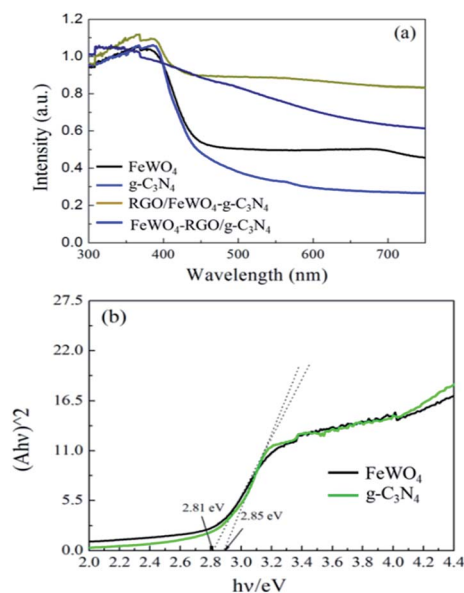 (a)
Intensity (a.u.)
1.2
1.0
0.8
0.6
0.4
0.2
0.0
FeWO₄
g-C₃N₄
RGO/FeWO₄-g-C₃N₄
FeWO₄-RGO/g-C₃N₄
300 400 500 600 700
Wavelength (nm)
(b)
(Ahν)^2
27.5
22.0
16.5
11.0
5.5
0.0
FeWO₄
g-C₃N₄
2.81 eV
2.85 eV
2.0 2.2 2.4 2.6 2.8 3.0 3.2 3.4 3.6 3.8 4.0 4.2 4.4
hν/eV